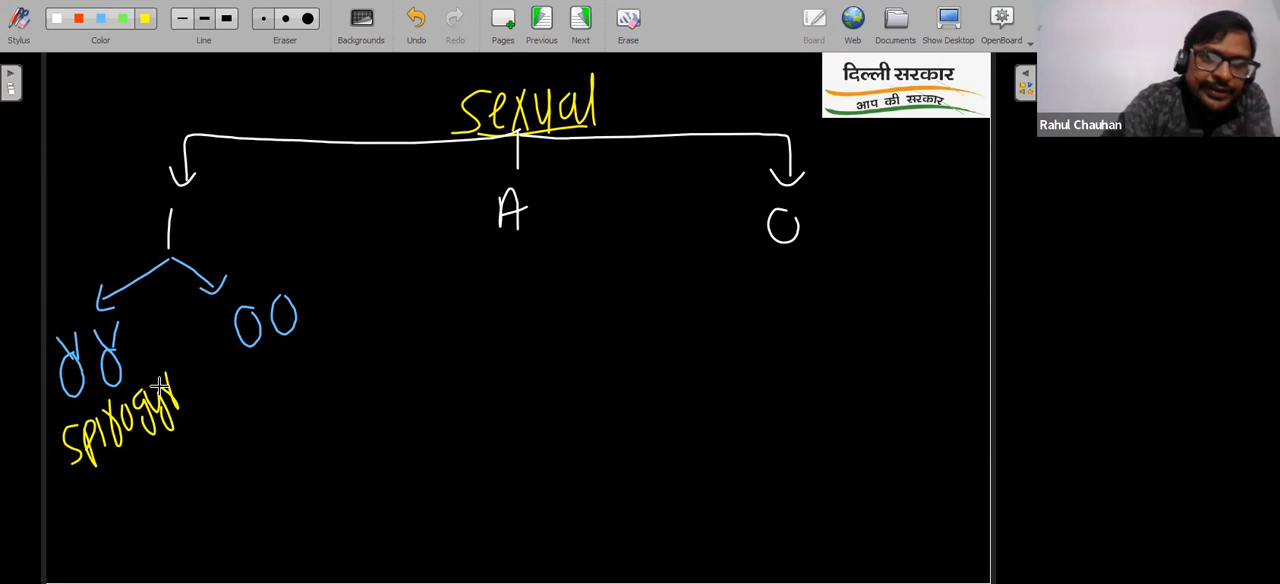 Stylus
Color
Line
Eraser
Backgrounds
Undo
Redo
Pages
Previous
Next
Erase
Board
Web
Documents
Show Desktop
OpenBoard
Rahul Chauhan
दिल्ली सरकार
आप की सरकार
sexual
I A O
spirogyr